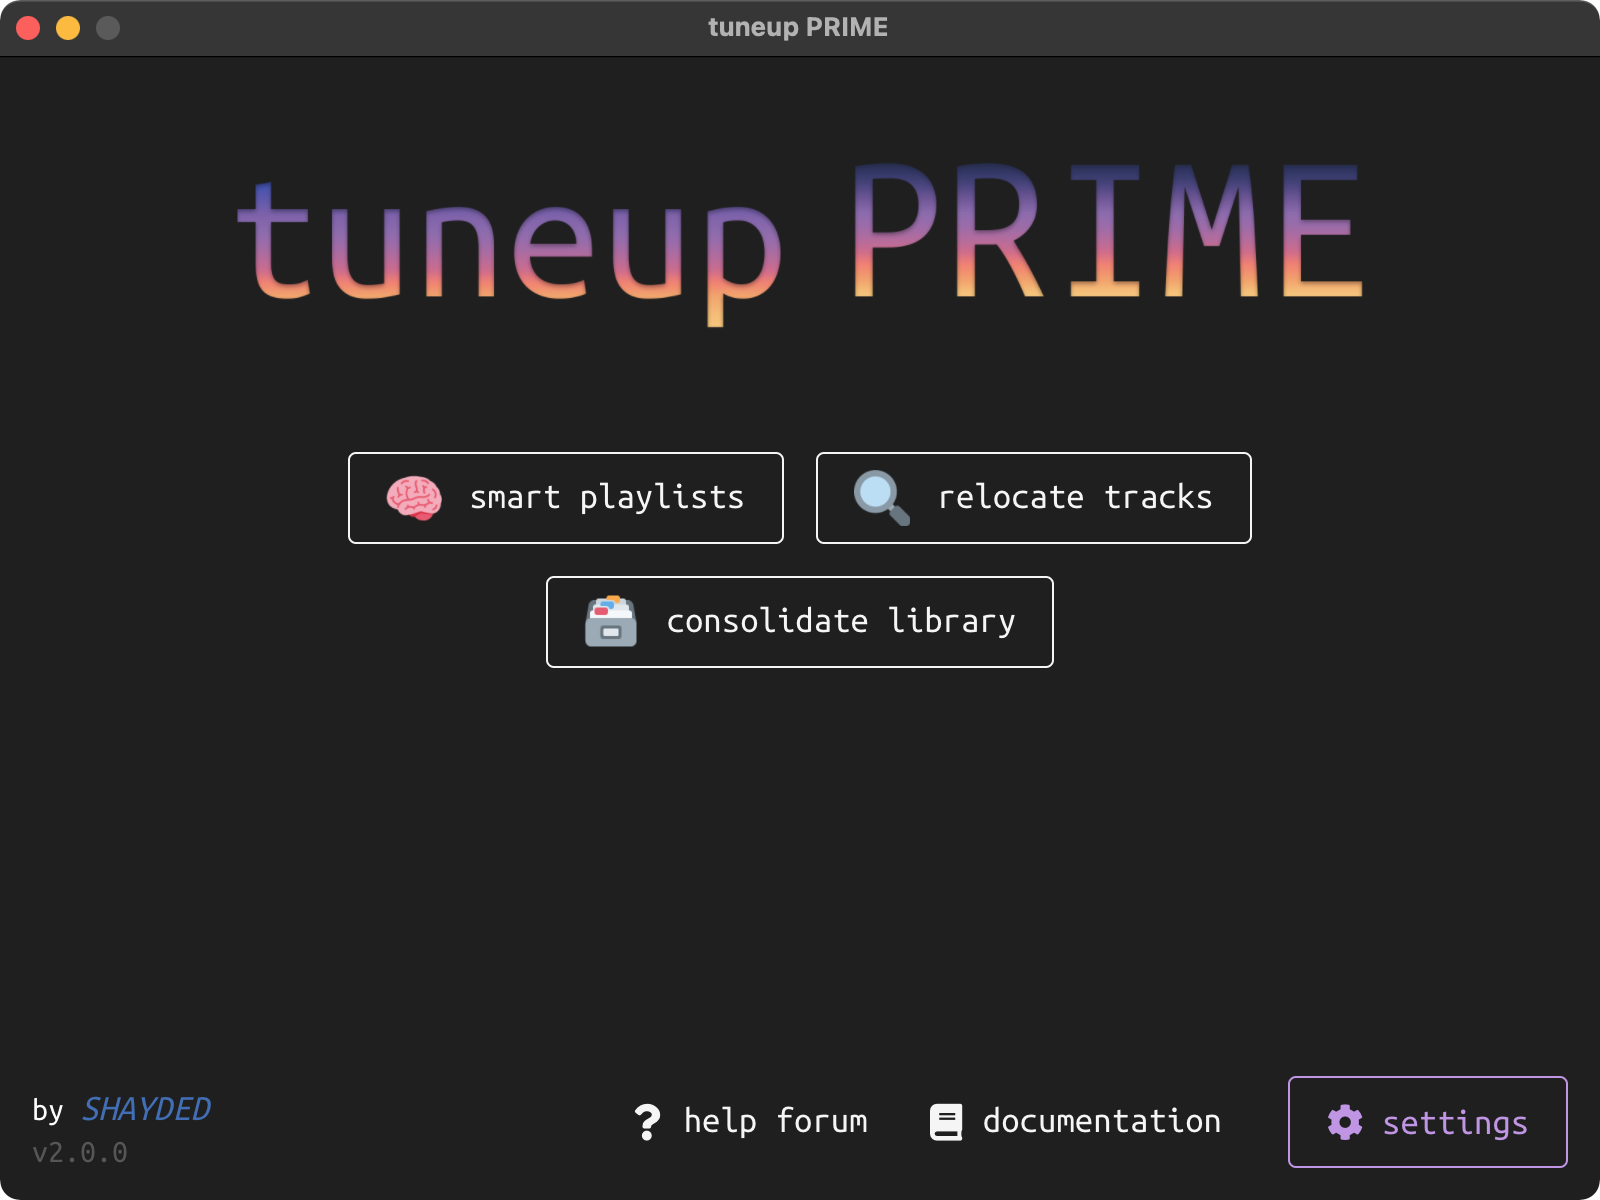 tuneup PRIME
tuneup PRIME
smart playlists
relocate tracks
consolidate library
by SHAYDED
v2.0.0
? help forum
documentation
settings